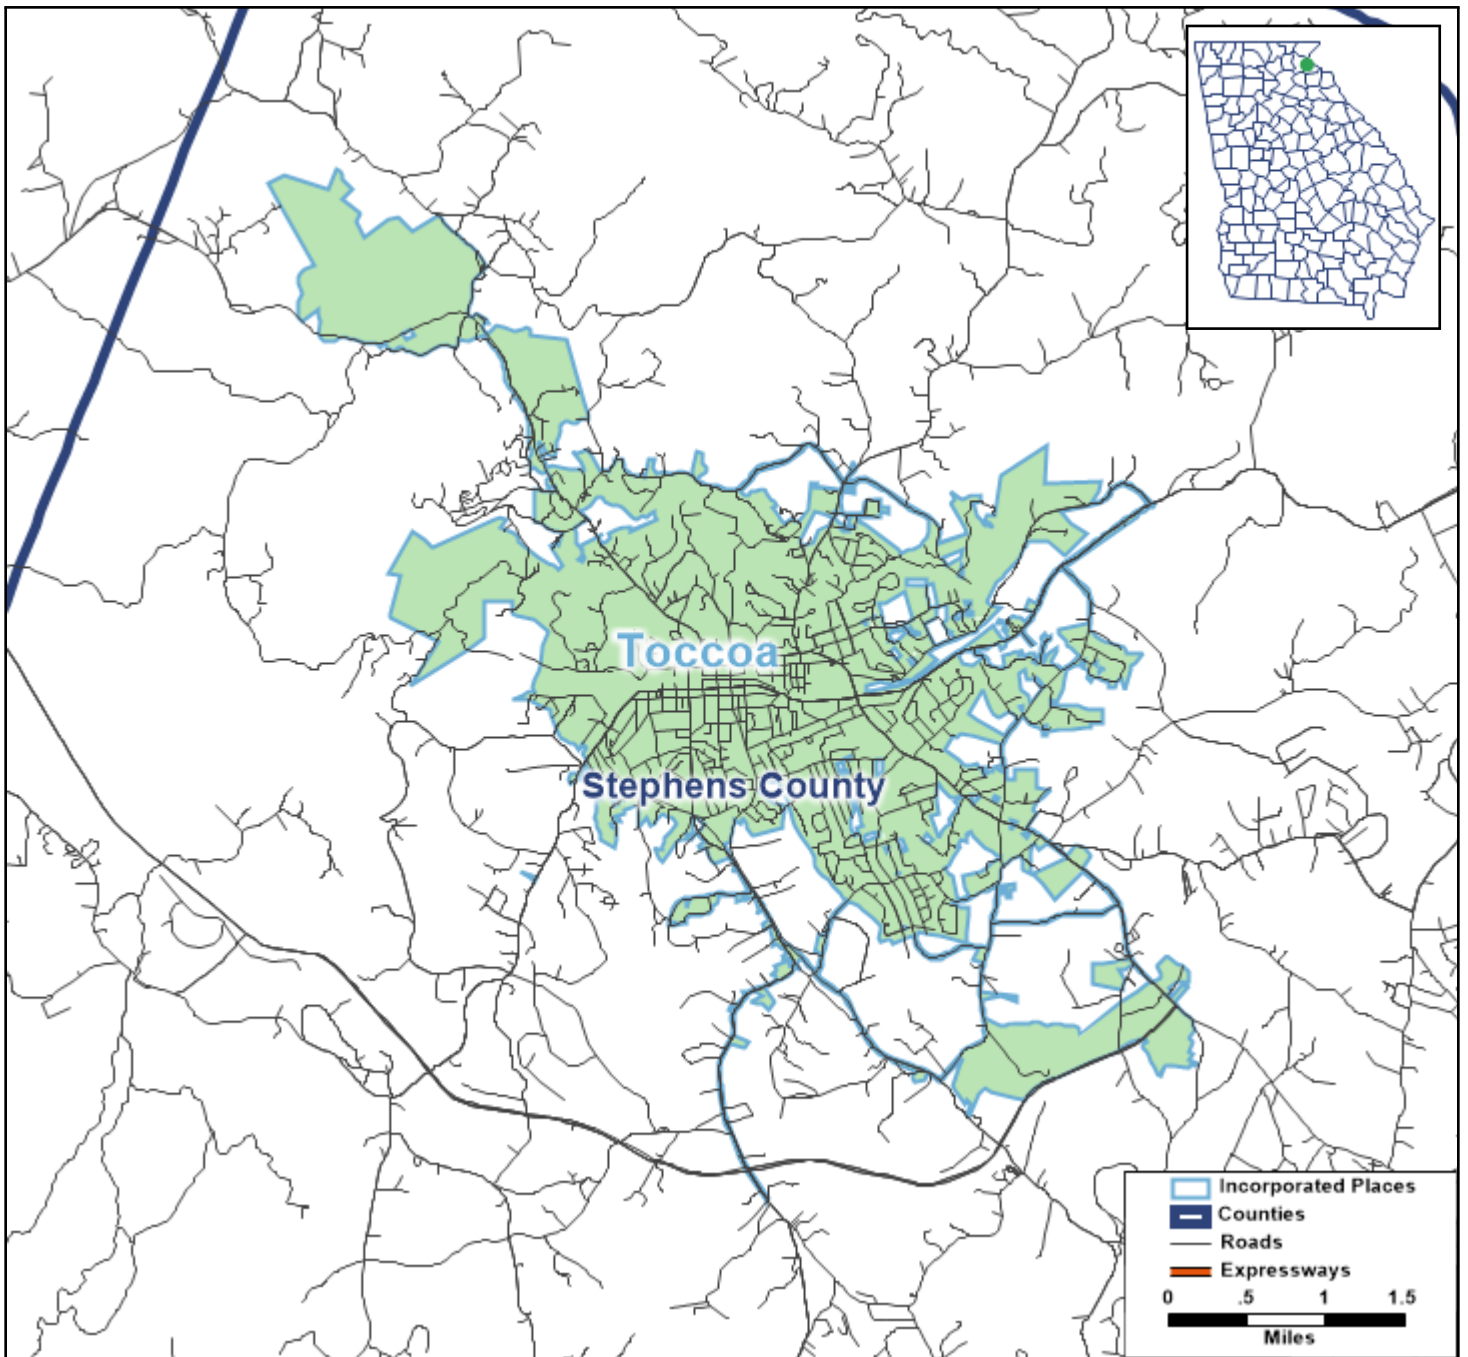 Toccoa
Stephens County
Incorporated Places
Counties
Roads
Expressways
0 .5 1 1.5
Miles